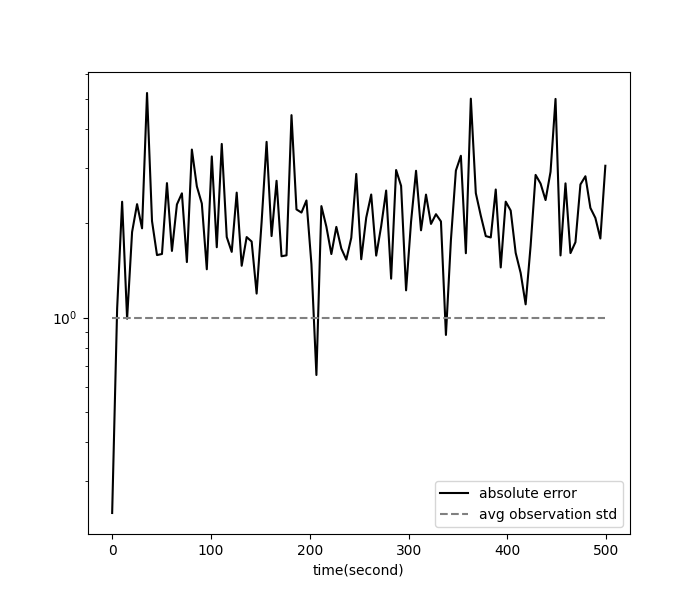 10⁰
0 100 200 300 400 500
time(second)
absolute error
avg observation std